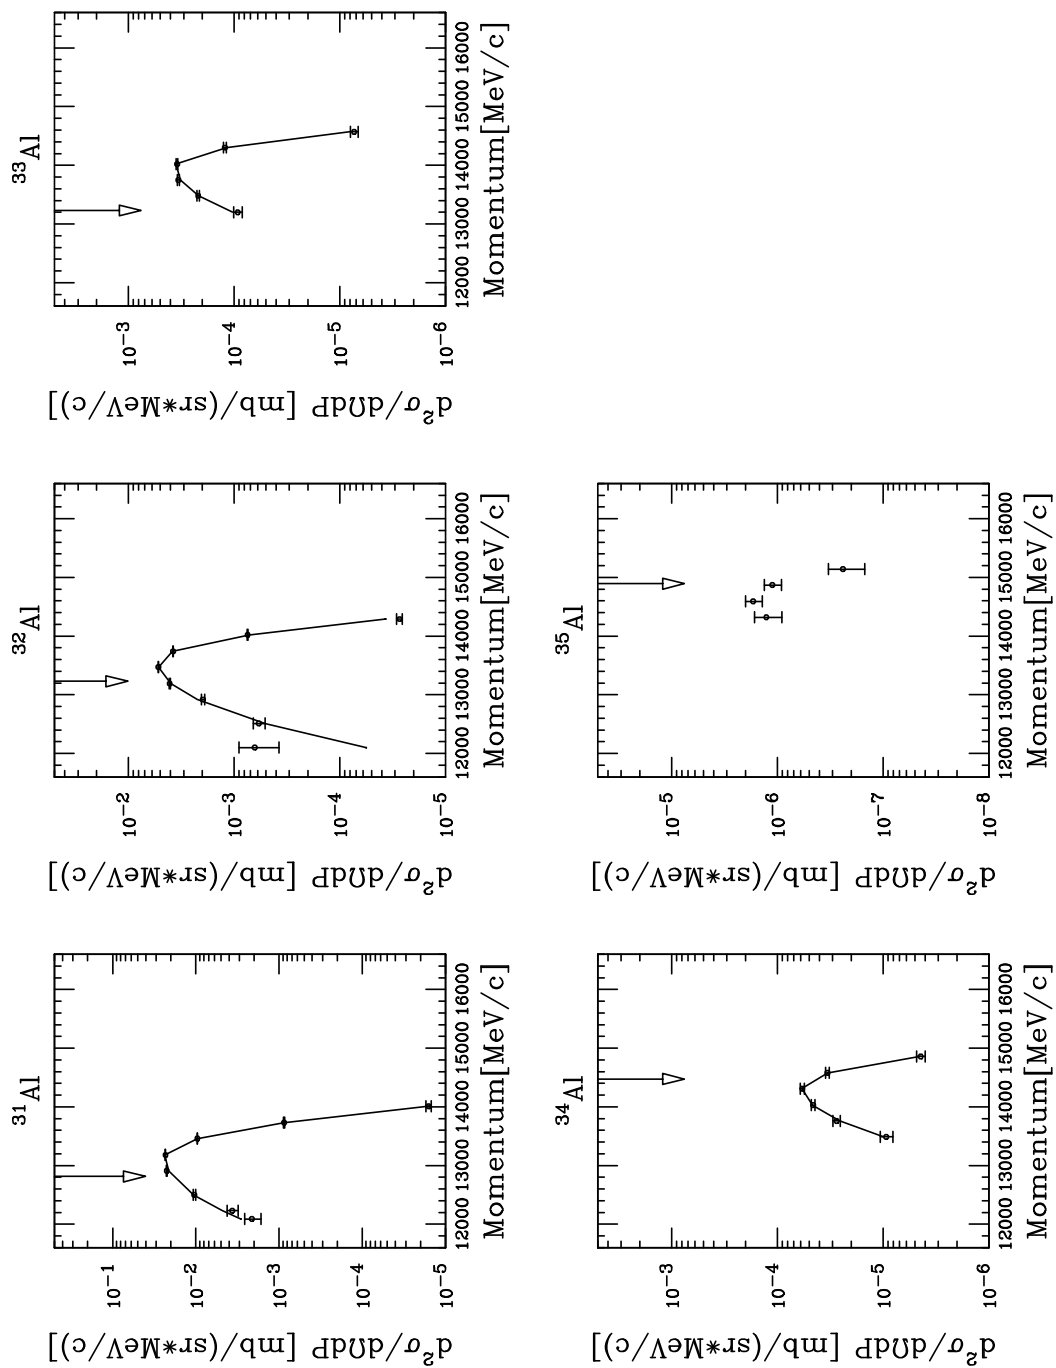 31Al
d²σ/dΩdP [mb/(sr*MeV/c)]
10-1
10-2
10-3
10-4
10-5
12000 13000 14000 15000 16000
Momentum[MeV/c]
32Al
d²σ/dΩdP [mb/(sr*MeV/c)]
10-2
10-3
10-4
10-5
12000 13000 14000 15000 16000
Momentum[MeV/c]
33Al
d²σ/dΩdP [mb/(sr*MeV/c)]
10-3
10-4
10-5
10-6
12000 13000 14000 15000 16000
Momentum[MeV/c]
34Al
d²σ/dΩdP [mb/(sr*MeV/c)]
10-3
10-4
10-5
10-6
12000 13000 14000 15000 16000
Momentum[MeV/c]
35Al
d²σ/dΩdP [mb/(sr*MeV/c)]
10-5
10-6
10-7
10-8
12000 13000 14000 15000 16000
Momentum[MeV/c]